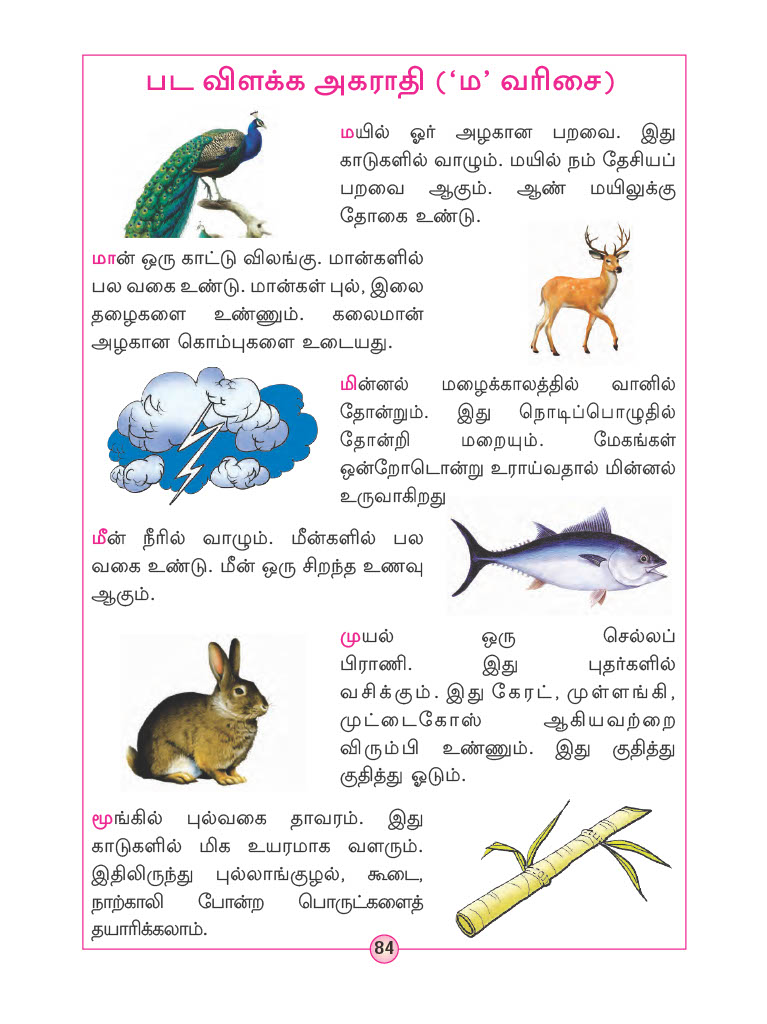 பட விளக்க அகராதி (‘ம’ வரிசை)
மயில் ஓர் அழகான பறவை. இது
காடுகளில் வாழும். மயில் நம் தேசியப்
பறவை ஆகும். ஆண் மயிலுக்கு
தோகை உண்டு.
மான் ஒரு காட்டு விலங்கு. மான்களில்
பல வகை உண்டு. மான்கள் புல், இலை
தழைகளை உண்ணும். கலைமான்
அழகான கொம்புகளை உடையது.
மின்னல் மழைக்காலத்தில் வானில்
தோன்றும். இது நொடிப்பொழுதில்
தோன்றி மறையும். மேகங்கள்
ஒன்றோடொன்று உராய்வதால் மின்னல்
உருவாகிறது
மீன் நீரில் வாழும். மீன்களில் பல
வகை உண்டு. மீன் ஒரு சிறந்த உணவு
ஆகும்.
முயல் ஒரு செல்லப்
பிராணி. இது புதர்களில்
வசிக்கும். இது கேரட், முள்ளங்கி,
முட்டைகோஸ் ஆகியவற்றை
விரும்பி உண்ணும். இது குதித்து
குதித்து ஓடும்.
மூங்கில் புல்வகை தாவரம். இது
காடுகளில் மிக உயரமாக வளரும்.
இதிலிருந்து புல்லாங்குழல், கூடை,
நாற்காலி போன்ற பொருட்களைத்
தயாரிக்கலாம்.
84